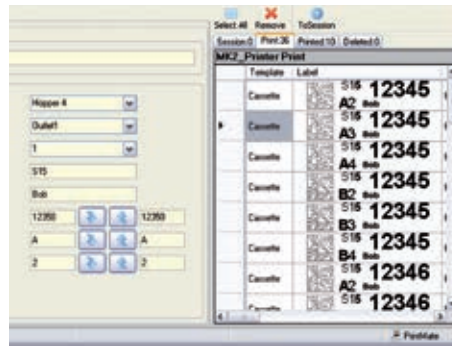 Select All Remove ToSession
Session:0 Print:36 Printed:10 Deleted:0
MK2_Printer Print
Template Label
Cassette S15 12345
A2 Bob
Hopper 4
Cassette S15 12345
A3 Bob
Outlet1
1
Cassette S15 12345
A4 Bob
S15
Cassette S15 12345
B2 Bob
Bob
Cassette S15 12345
B3 Bob
12350 12350
A A
Cassette S15 12345
B4 Bob
2 2
Cassette S15 12346
A2 Bob
Cassette S15 12346
PrintMate